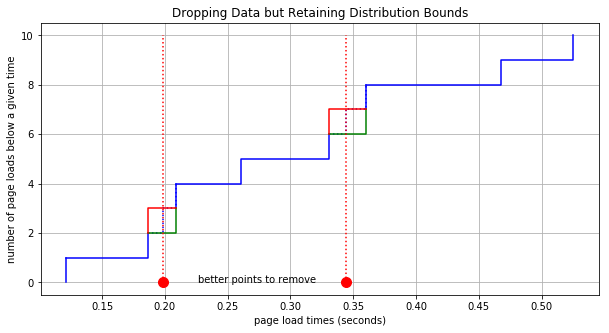 Dropping Data but Retaining Distribution Bounds
number of page loads below a given time
10
8
6
4
2
0
better points to remove
0.15 0.20 0.25 0.30 0.35 0.40 0.45 0.50
page load times (seconds)